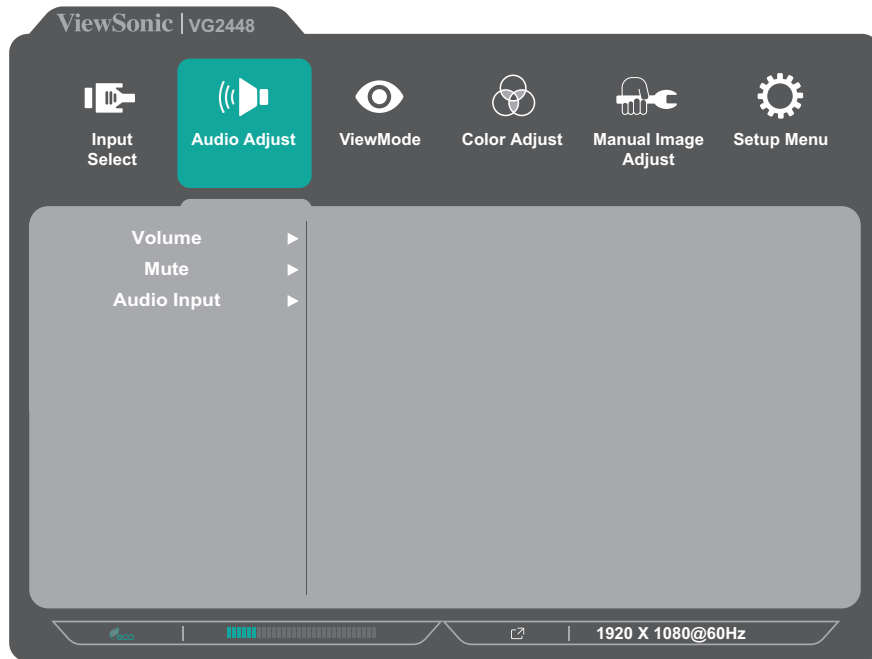 ViewSonic | VG2448
Input
Select
Audio Adjust
ViewMode
Color Adjust
Manual Image
Adjust
Setup Menu
Volume
Mute
Audio Input
eco
1920 X 1080@60Hz